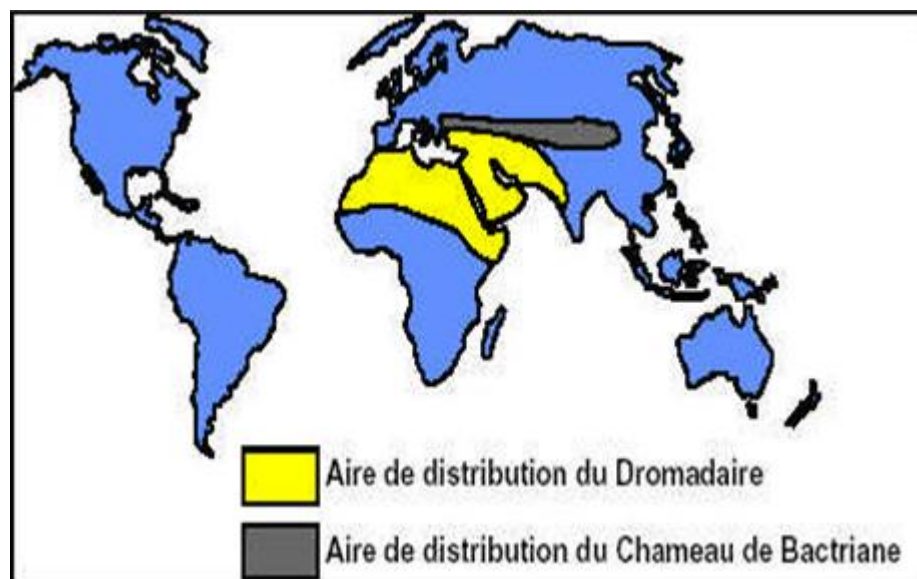 Aire de distribution du Dromadaire
Aire de distribution du Chameau de Bactriane